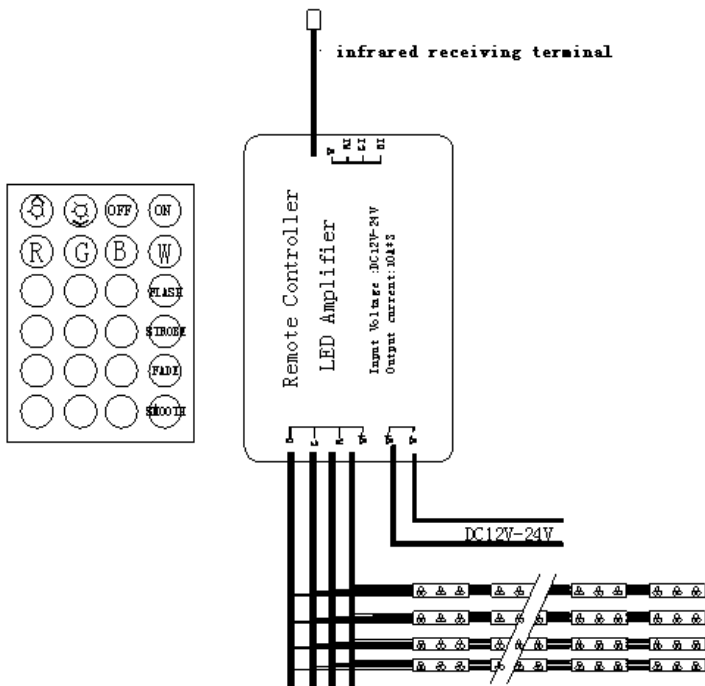 infrared receiving terminal
OFF
ON
R
G
B
W
FLASH
STROBE
FADE
SMOOTH
Remote Controller
LED Amplifier
Input Voltage :DC12V-24V
Output current:10A*3
DC12V-24V